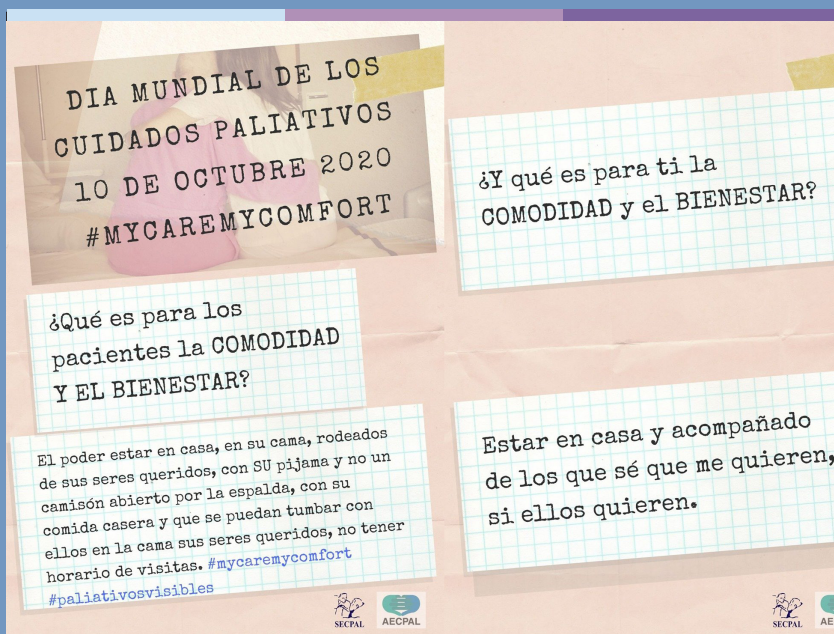 DIA MUNDIAL DE LOS
CUIDADOS PALIATIVOS
10 DE OCTUBRE 2020
#MYCAREMYCOMFORT
¿Qué es para los
pacientes la COMODIDAD
Y EL BIENESTAR?
El poder estar en casa, en su cama, rodeados
de sus seres queridos, con SU pijama y no un
camisón abierto por la espalda, con su
comida casera y que se puedan tumbar con
ellos en la cama sus seres queridos, no tener
horario de visitas. #mycaremycomfort
#paliativosvisibles
SECPAL
AECPAL
¿Y qué es para ti la
COMODIDAD y el BIENESTAR?
Estar en casa y acompañado
de los que sé que me quieren,
si ellos quieren.
SECPAL
AE